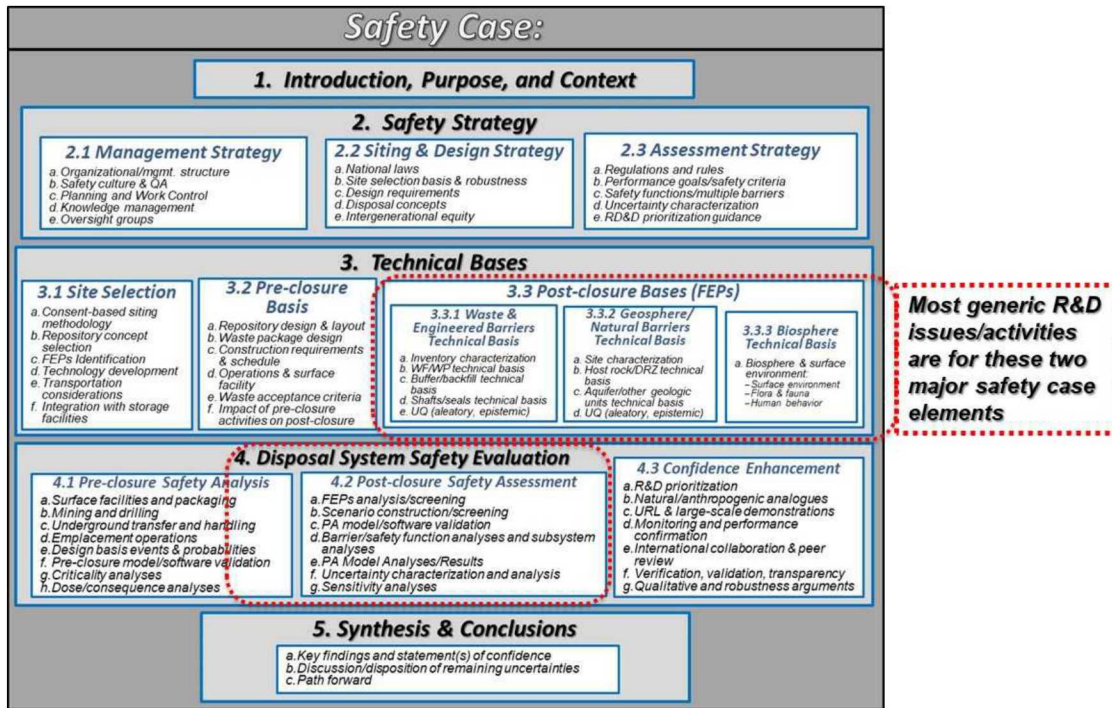 Safety Case:
1. Introduction, Purpose, and Context
2. Safety Strategy
2.1 Management Strategy
a. Organizational/mgmt. structure
b. Safety culture & QA
c. Planning and Work Control
d. Knowledge management
e. Oversight groups
2.2 Siting & Design Strategy
a. National laws
b. Site selection basis & robustness
c. Design requirements
d. Disposal concepts
e. Intergenerational equity
2.3 Assessment Strategy
a. Regulations and rules
b. Performance goals/safety criteria
c. Safety functions/multiple barriers
d. Uncertainty characterization
e. RD&D prioritization guidance
3. Technical Bases
3.1 Site Selection
a. Consent-based siting
methodology
b. Repository concept
selection
c. FEPs Identification
d. Technology development
e. Transportation
considerations
f. Integration with storage
facilities
3.2 Pre-closure
Basis
a. Repository design & layout
b. Waste package design
c. Construction requirements
& schedule
d. Operations & surface
facility
e. Waste acceptance criteria
f. Impact of pre-closure
activities on post-closure
3.3 Post-closure Bases (FEPs)
3.3.1 Waste &
Engineered Barriers
Technical Basis
a. Inventory characterization
b. WF/WP technical basis
c. Buffer/backfill technical
basis
d. Shafts/seals technical basis
e. UQ (aleatory, epistemic)
3.3.2 Geosphere/
Natural Barriers
Technical Basis
a. Site characterization
b. Host rock/DRZ technical
basis
c. Aquifer/other geologic
units technical basis
d. UQ (aleatory, epistemic)
3.3.3 Biosphere
Technical Basis
a. Biosphere & surface
environment:
–Surface environment
–Flora & fauna
–Human behavior
Most generic R&D
issues/activities
are for these two
major safety case
elements
4. Disposal System Safety Evaluation
4.1 Pre-closure Safety Analysis
a. Surface facilities and packaging
b. Mining and drilling
c. Underground transfer and handling
d. Emplacement operations
e. Design basis events & probabilities
f. Pre-closure model/software validation
g. Criticality analyses
h. Dose/consequence analyses
4.2 Post-closure Safety Assessment
a. FEPs analysis/screening
b. Scenario construction/screening
c. PA model/software validation
d. Barrier/safety function analyses and subsystem
analyses
e. PA Model Analyses/Results
f. Uncertainty characterization and analysis
g. Sensitivity analyses
4.3 Confidence Enhancement
a. R&D prioritization
b. Natural/anthropogenic analogues
c. URL & large-scale demonstrations
d. Monitoring and performance
confirmation
e. International collaboration & peer
review
f. Verification, validation, transparency
g. Qualitative and robustness arguments
5. Synthesis & Conclusions
a. Key findings and statement(s) of confidence
b. Discussion/disposition of remaining uncertainties
c. Path forward